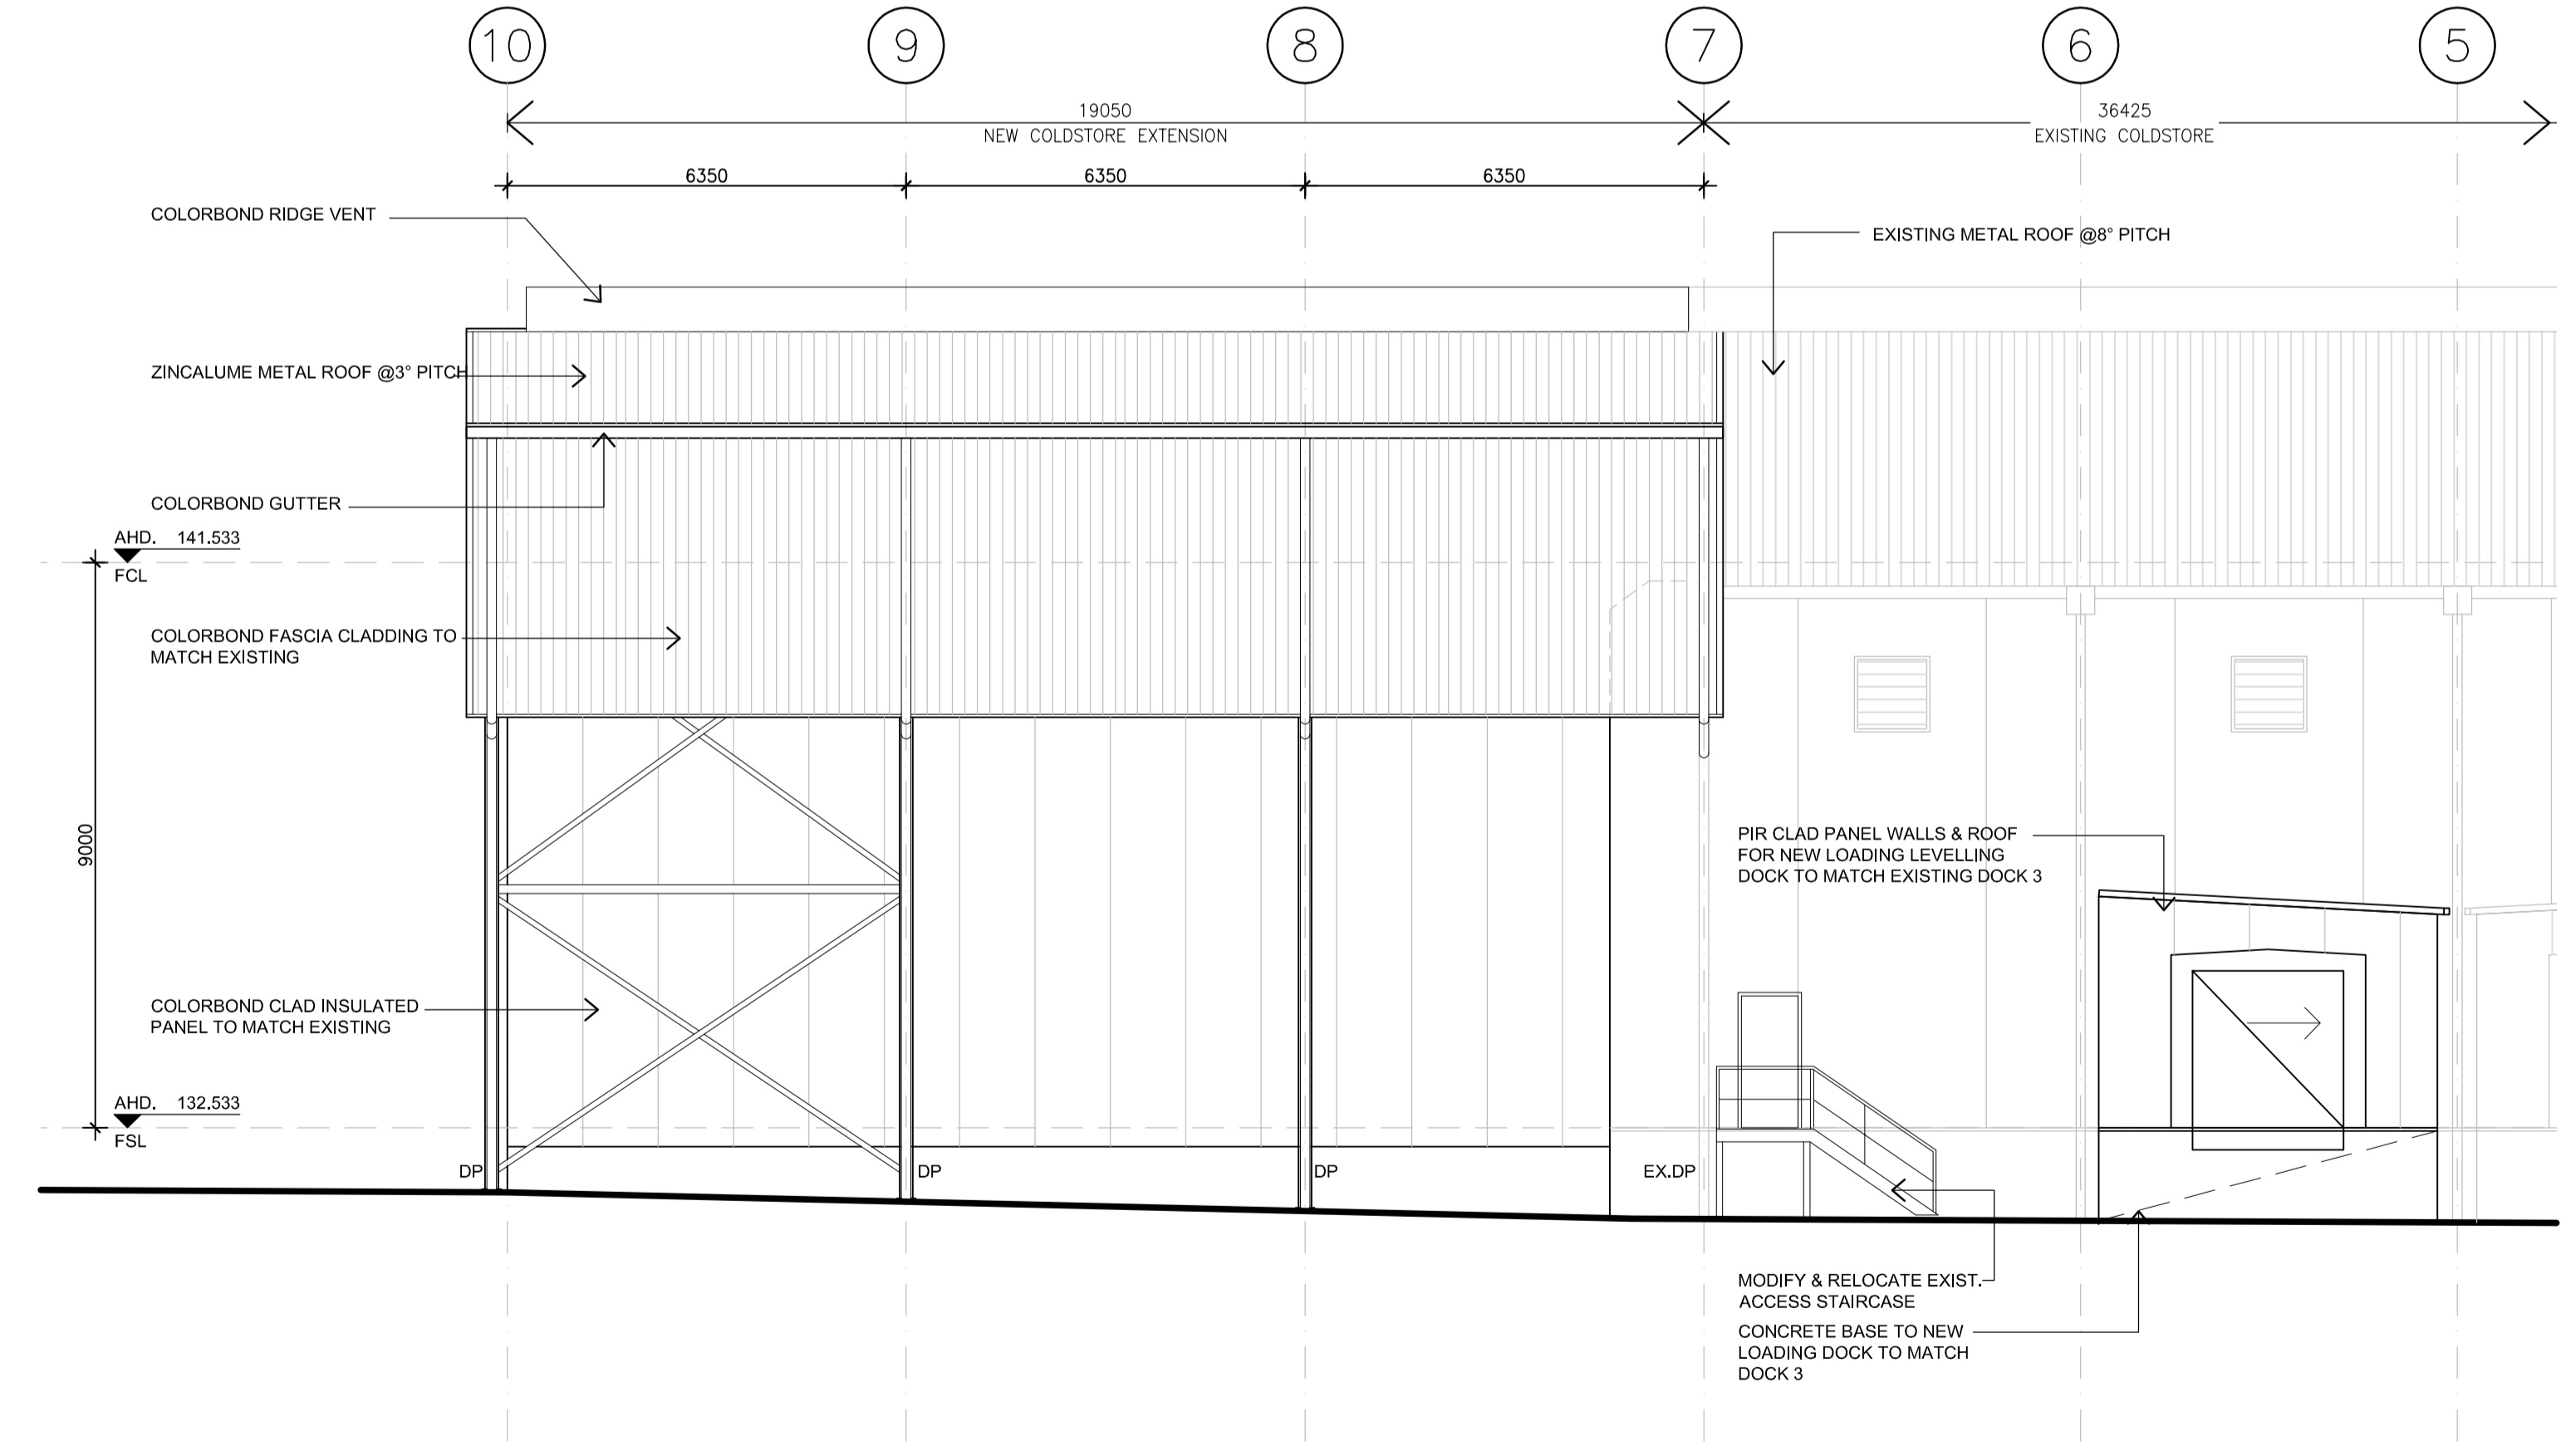 10
9
8
7
6
5
19050
NEW COLDSTORE EXTENSION
36425
EXISTING COLDSTORE
6350
6350
6350
COLORBOND RIDGE VENT
EXISTING METAL ROOF @8° PITCH
ZINCALUME METAL ROOF @3° PITCH
COLORBOND GUTTER
AHD. 141.533
FCL
COLORBOND FASCIA CLADDING TO
MATCH EXISTING
9000
PIR CLAD PANEL WALLS & ROOF
FOR NEW LOADING LEVELLING
DOCK TO MATCH EXISTING DOCK 3
COLORBOND CLAD INSULATED
PANEL TO MATCH EXISTING
AHD. 132.533
FSL
DP
DP
DP
EX.DP
MODIFY & RELOCATE EXIST.
ACCESS STAIRCASE
CONCRETE BASE TO NEW
LOADING DOCK TO MATCH
DOCK 3